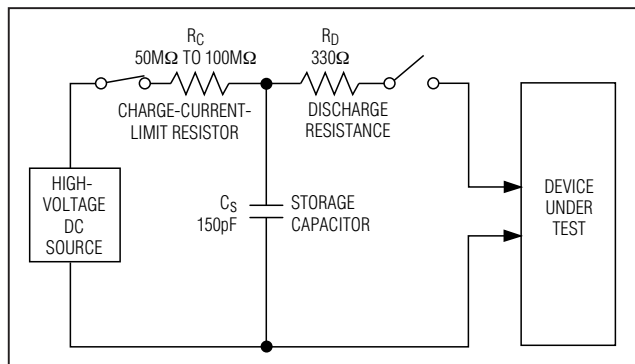 RC
50MΩ TO 100MΩ
CHARGE-CURRENT-
LIMIT RESISTOR
RD
330Ω
DISCHARGE
RESISTANCE
HIGH-
VOLTAGE
DC
SOURCE
CS
150pF
STORAGE
CAPACITOR
DEVICE
UNDER
TEST